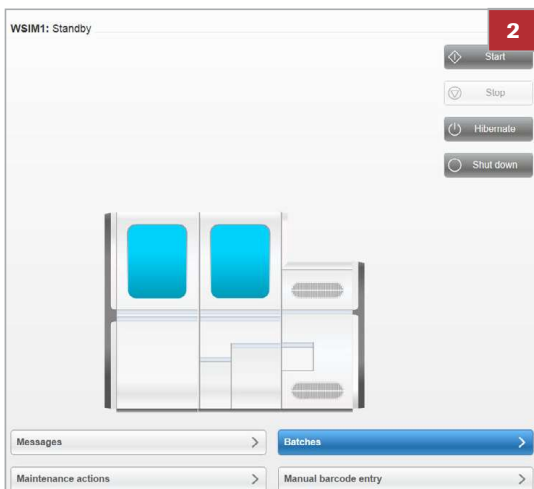 WSIM1: Standby
2
Start
Stop
Hibernate
Shut down
Messages
Batches
Maintenance actions
Manual barcode entry